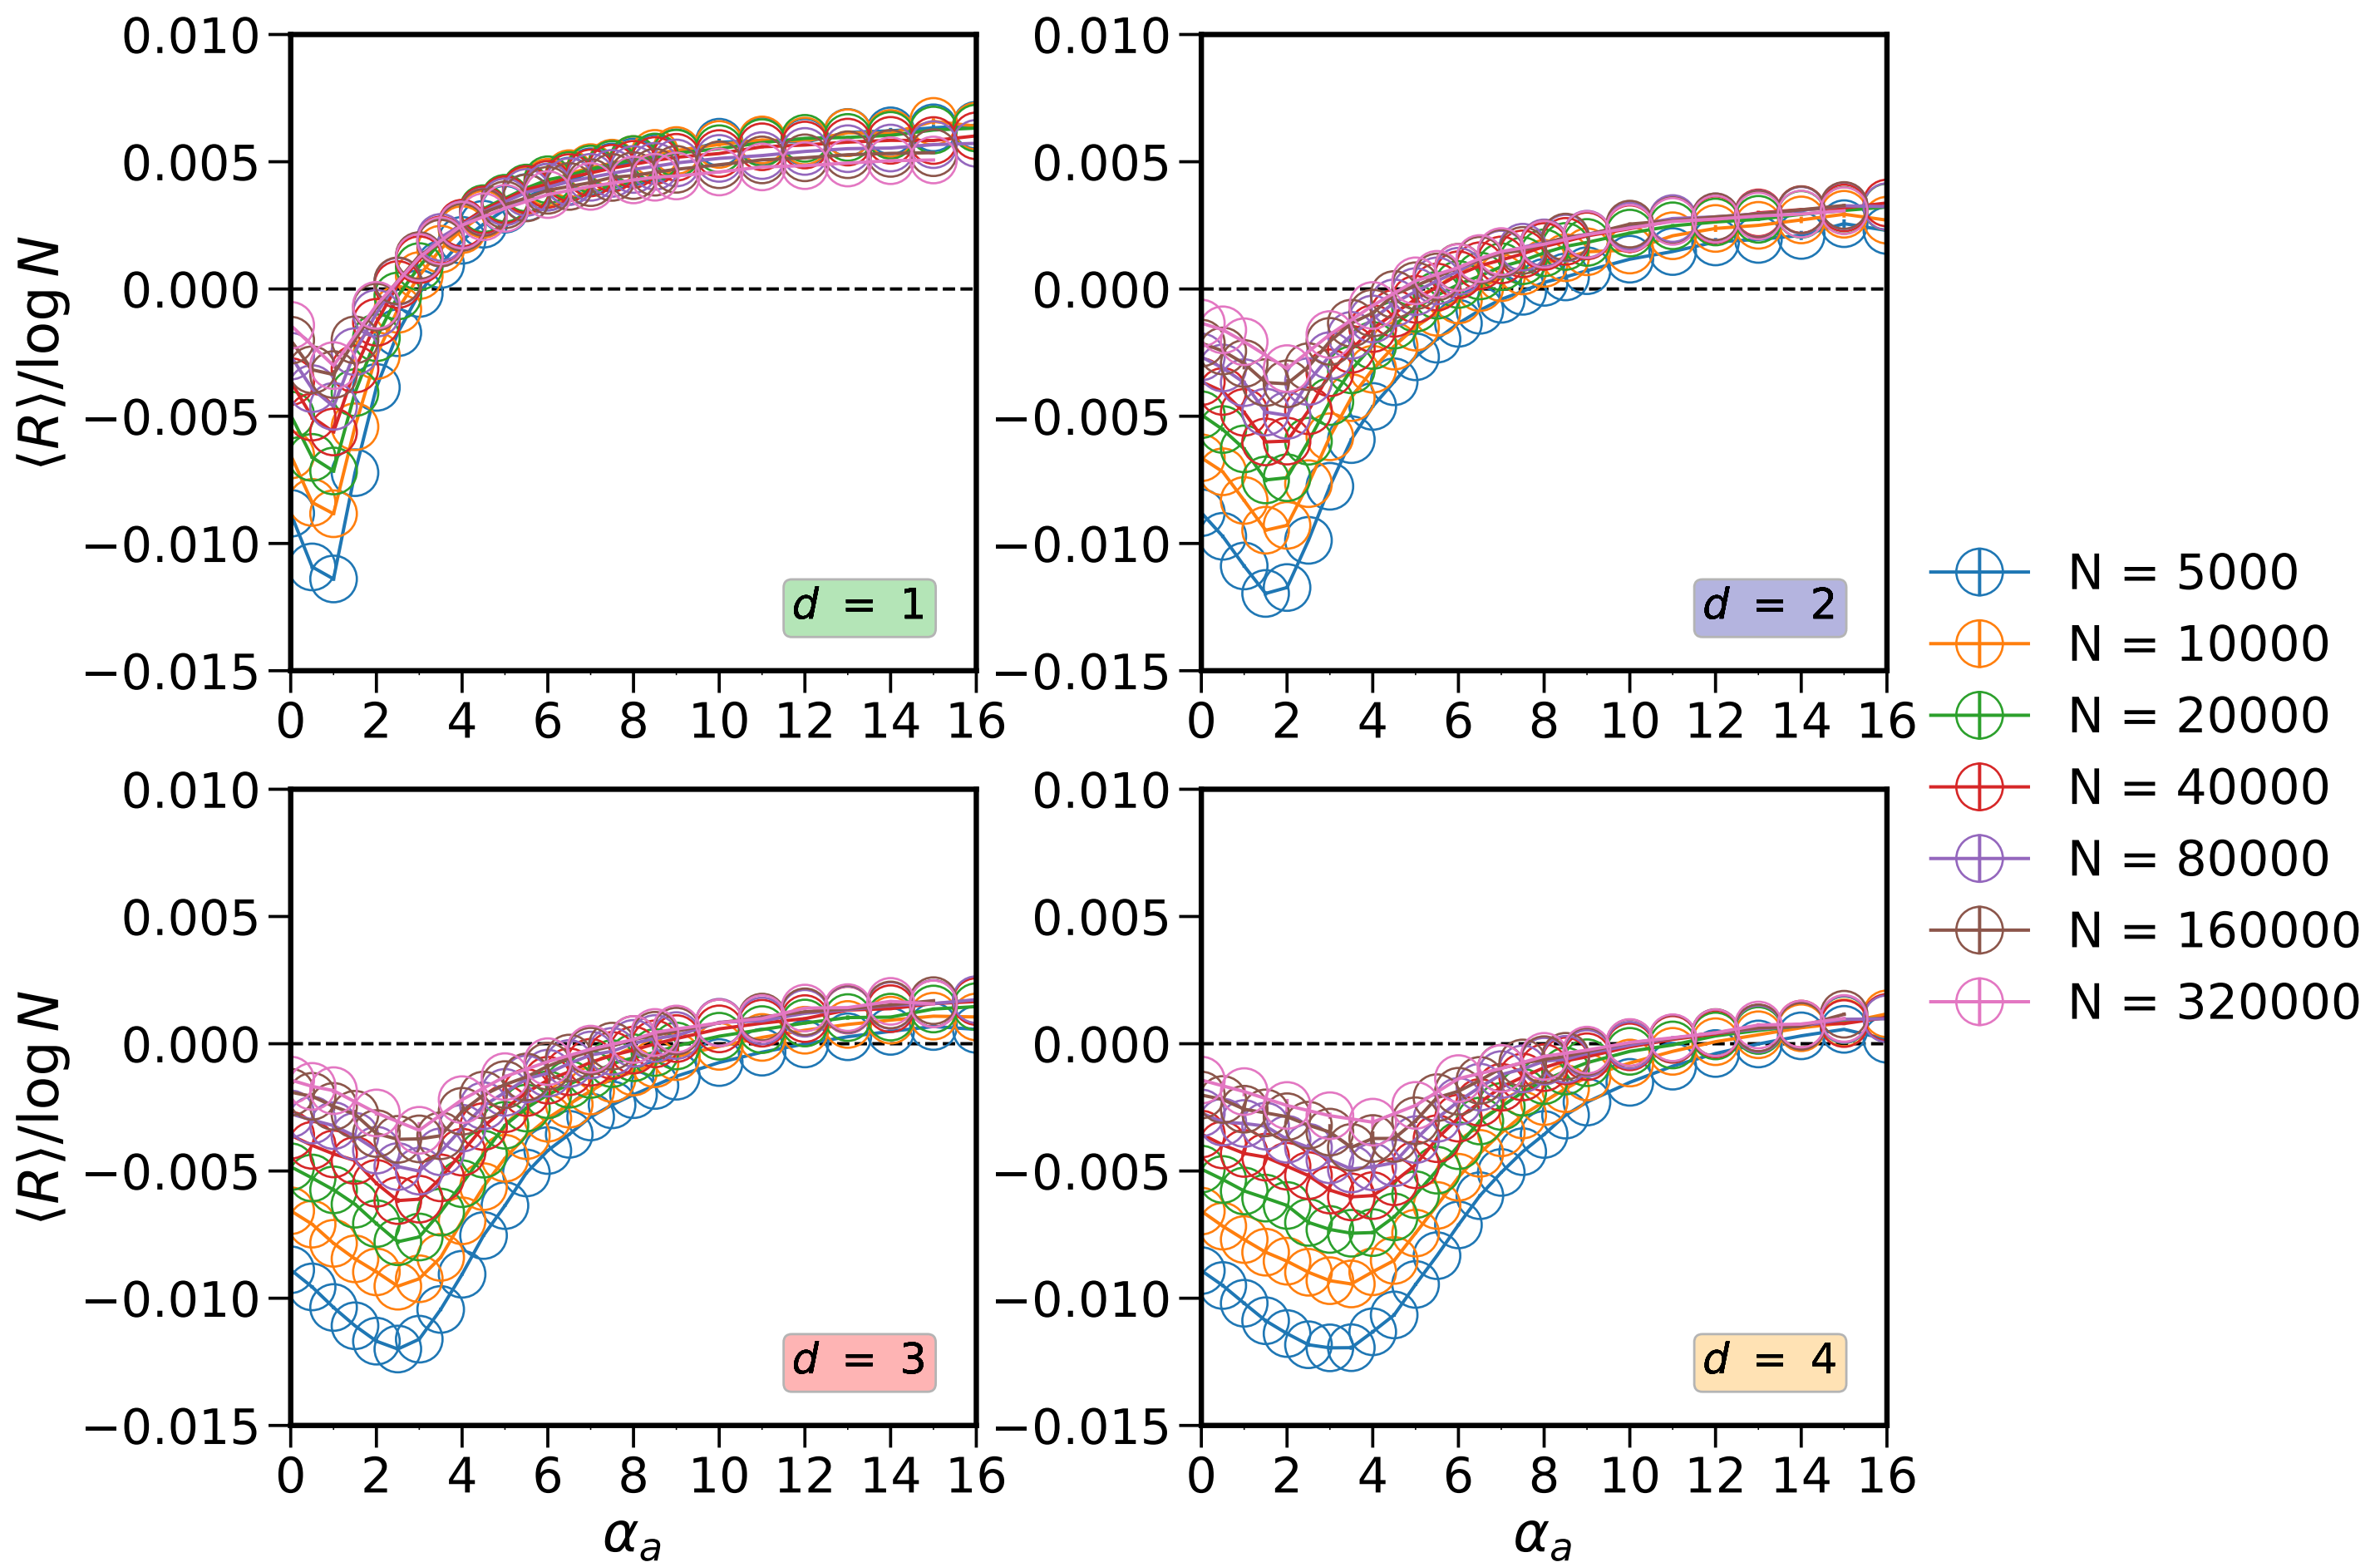 0.010
0.005
0.000
−0.005
−0.010
−0.015
⟨R⟩/log N
0 2 4 6 8 10 12 14 16
d = 1
0.010
0.005
0.000
−0.005
−0.010
−0.015
0 2 4 6 8 10 12 14 16
d = 2
0.010
0.005
0.000
−0.005
−0.010
−0.015
⟨R⟩/log N
0 2 4 6 8 10 12 14 16
αₐ
d = 3
0.010
0.005
0.000
−0.005
−0.010
−0.015
0 2 4 6 8 10 12 14 16
αₐ
d = 4
N = 5000
N = 10000
N = 20000
N = 40000
N = 80000
N = 160000
N = 320000